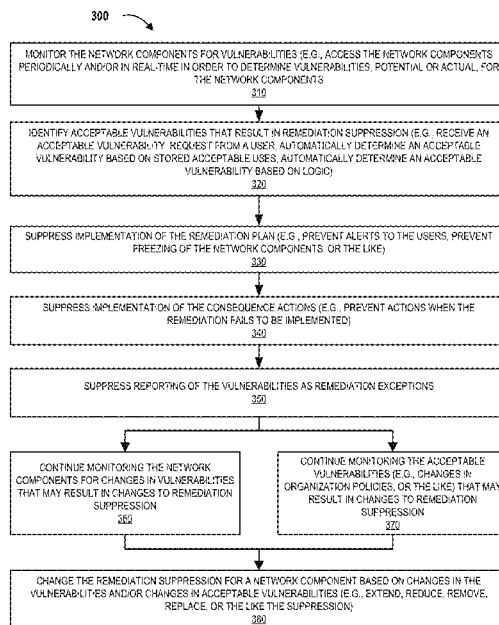 300
MONITOR THE NETWORK COMPONENTS FOR VULNERABILITIES (E.G., ACCESS THE NETWORK COMPONENTS
PERIODICALLY AND/OR IN REAL-TIME IN ORDER TO DETERMINE VULNERABILITIES, POTENTIAL OR ACTUAL, FOR
THE NETWORK COMPONENTS
310
IDENTIFY ACCEPTABLE VULNERABILITIES THAT RESULT IN REMEDIATION SUPPRESSION (E.G., RECEIVE AN
ACCEPTABLE VULNERABILITY REQUEST FROM A USER, AUTOMATICALLY DETERMINE AN ACCEPTABLE
VULNERABILITY BASED ON STORED ACCEPTABLE USES, AUTOMATICALLY DETERMINE AN ACCEPTABLE
VULNERABILITY BASED ON LOGIC)
320
SUPPRESS IMPLEMENTATION OF THE REMEDIATION PLAN (E.G., PREVENT ALERTS TO THE USERS, PREVENT
FREEZING OF THE NETWORK COMPONENTS, OR THE LIKE)
330
SUPPRESS IMPLEMENTATION OF THE CONSEQUENCE ACTIONS (E.G., PREVENT ACTIONS WHEN THE
REMEDIATION FAILS TO BE IMPLEMENTED)
340
SUPPRESS REPORTING OF THE VULNERABILITIES AS REMEDIATION EXCEPTIONS
350
CONTINUE MONITORING THE NETWORK
COMPONENTS FOR CHANGES IN VULNERABILITIES
THAT MAY RESULT IN CHANGES TO REMEDIATION
SUPPRESSION
360
CONTINUE MONITORING THE ACCEPTABLE
VULNERABILITIES (E.G., CHANGES IN
ORGANIZATION POLICIES, OR THE LIKE) THAT MAY
RESULT IN CHANGES TO REMEDIATION
SUPPRESSION
370
CHANGE THE REMEDIATION SUPPRESSION FOR A NETWORK COMPONENT BASED ON CHANGES IN THE
VULNERABILITIES AND/OR CHANGES IN ACCEPTABLE VULNERABILITIES (E.G., EXTEND, REDUCE, REMOVE,
REPLACE, OR THE LIKE THE SUPPRESSION)
380